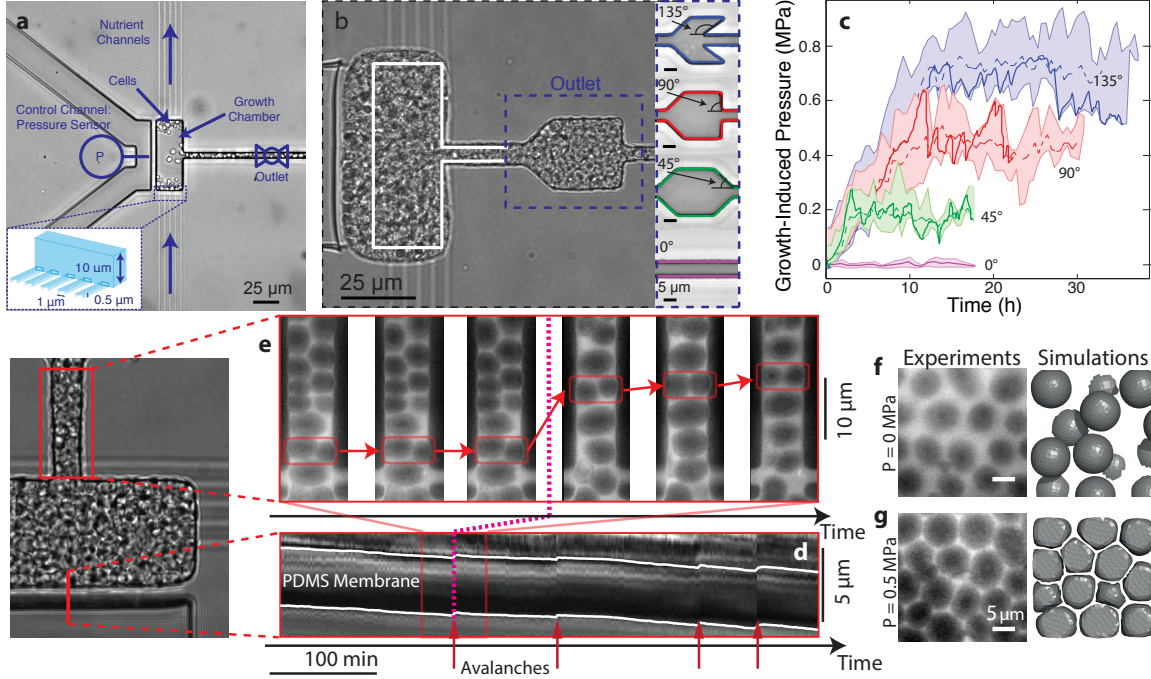 a
Nutrient
Channels
Cells
Control Channel:
Pressure Sensor
Growth
Chamber
P
Outlet
10 µm
1 µm
0.5 µm
25 µm
b
Outlet
25 µm
135°
90°
45°
0°
5 µm
c
Growth-Induced Pressure (MPa)
0.8
0.6
0.4
0.2
0
135°
90°
45°
0°
0
10
20
30
Time (h)
e
10 µm
Time
d
PDMS Membrane
5 µm
100 min
Avalanches
Time
Experiments
Simulations
f
P = 0 MPa
g
P = 0.5 MPa
5 µm